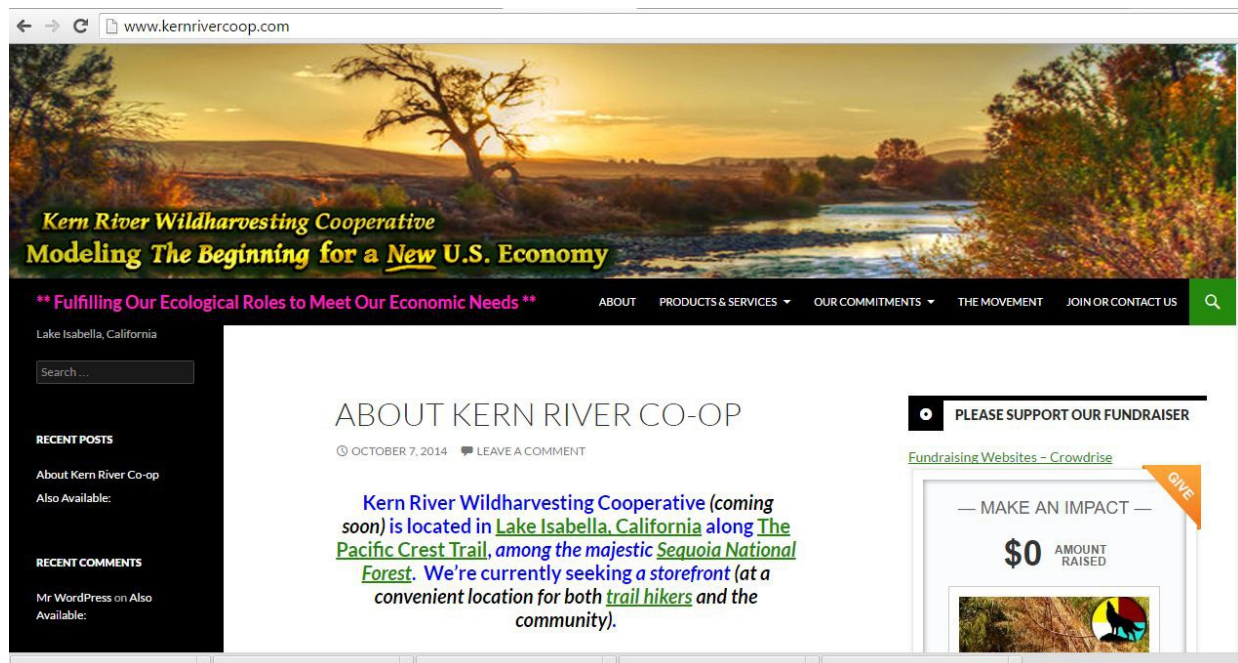 www.kernrivercoop.com
Kern River Wildharvesting Cooperative
Modeling The Beginning for a New U.S. Economy
** Fulfilling Our Ecological Roles to Meet Our Economic Needs **
ABOUT
PRODUCTS & SERVICES
OUR COMMITMENTS
THE MOVEMENT
JOIN OR CONTACT US
Lake Isabella, California
Search ...
RECENT POSTS
About Kern River Co-op
Also Available:
RECENT COMMENTS
Mr WordPress on Also
Available:
ABOUT KERN RIVER CO-OP
OCTOBER 7, 2014
LEAVE A COMMENT
Kern River Wildharvesting Cooperative (coming
soon) is located in Lake Isabella, California along The
Pacific Crest Trail, among the majestic Sequoia National
Forest. We're currently seeking a storefront (at a
convenient location for both trail hikers and the
community).
PLEASE SUPPORT OUR FUNDRAISER
Fundraising Websites – Crowdrise
GIVE
— MAKE AN IMPACT —
$0 AMOUNT
RAISED